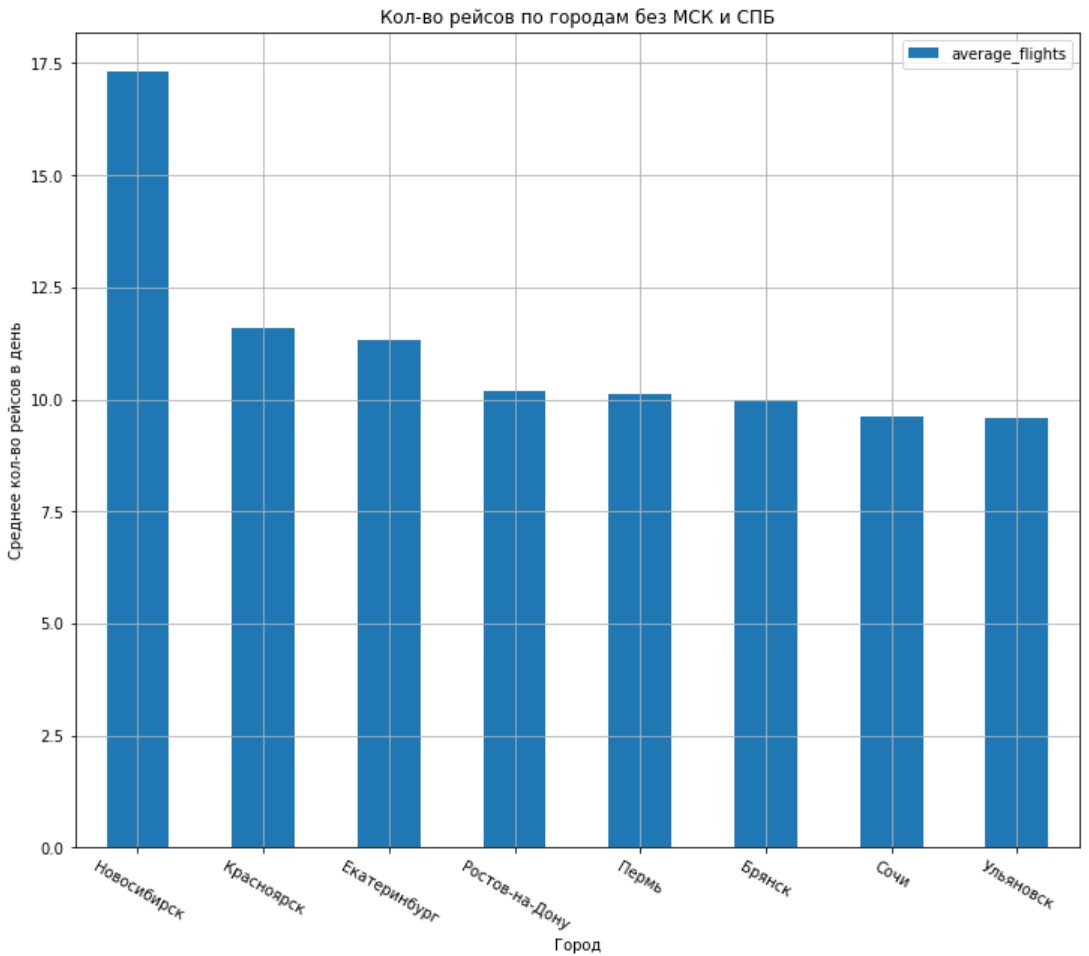 Кол-во рейсов по городам без МСК и СПБ
average_flights
17.5
15.0
12.5
10.0
7.5
5.0
2.5
0.0
Среднее кол-во рейсов в день
Новосибирск
Красноярск
Екатеринбург
Ростов-на-Дону
Пермь
Брянск
Сочи
Ульяновск
Город